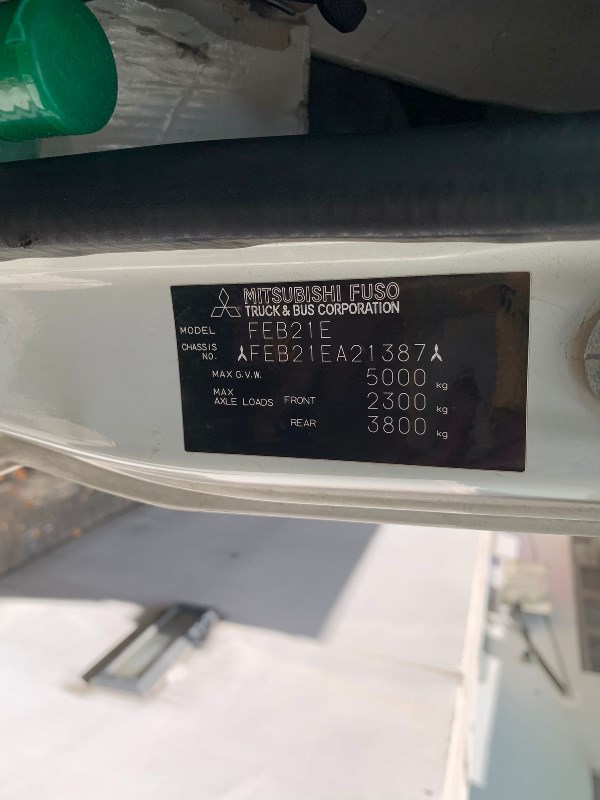 MITSUBISHI FUSO
TRUCK & BUS CORPORATION
MODEL FEB21E
CHASSIS NO. FEB21EA21387
MAX G.V.W. 5000 kg
MAX AXLE LOADS FRONT 2300 kg
REAR 3800 kg